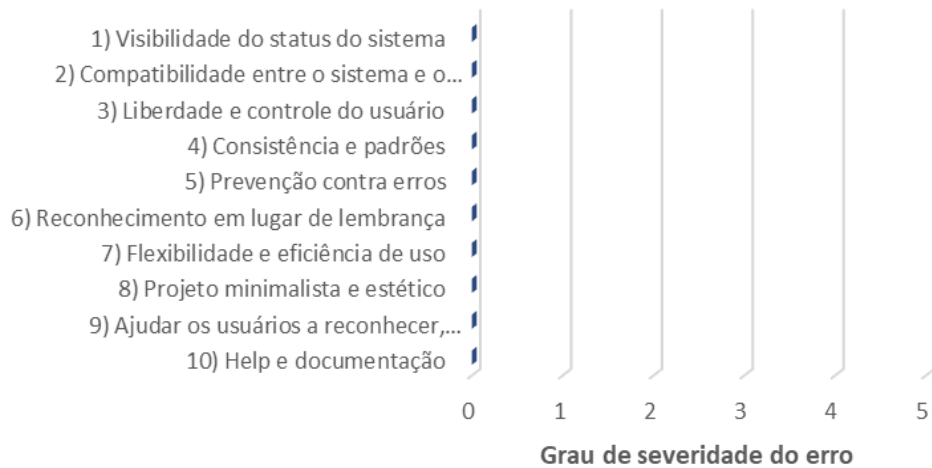 1) Visibilidade do status do sistema
2) Compatibilidade entre o sistema e o...
3) Liberdade e controle do usuário
4) Consistência e padrões
5) Prevenção contra erros
6) Reconhecimento em lugar de lembrança
7) Flexibilidade e eficiência de uso
8) Projeto minimalista e estético
9) Ajudar os usuários a reconhecer,...
10) Help e documentação
0 1 2 3 4 5
Grau de severidade do erro